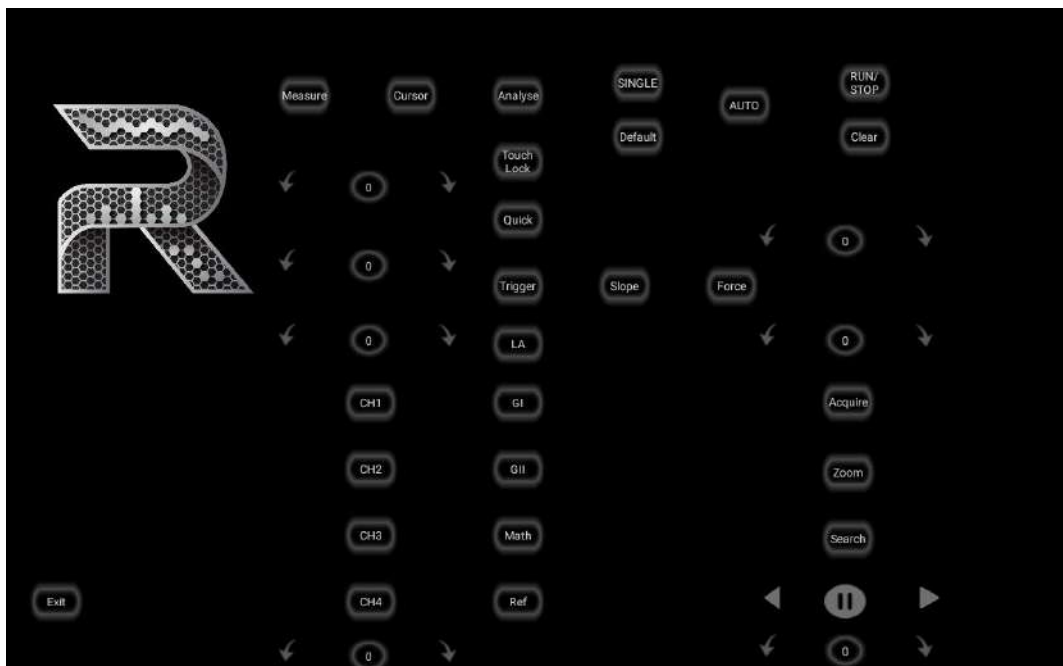 Measure
Cursor
Analyse
SINGLE
AUTO
RUN/
STOP
Default
Clear
Touch
Lock
0
Quick
0
0
Trigger
Slope
Force
0
LA
0
CH1
GI
Acquire
CH2
GII
Zoom
CH3
Math
Search
Exit
CH4
Ref
0
0